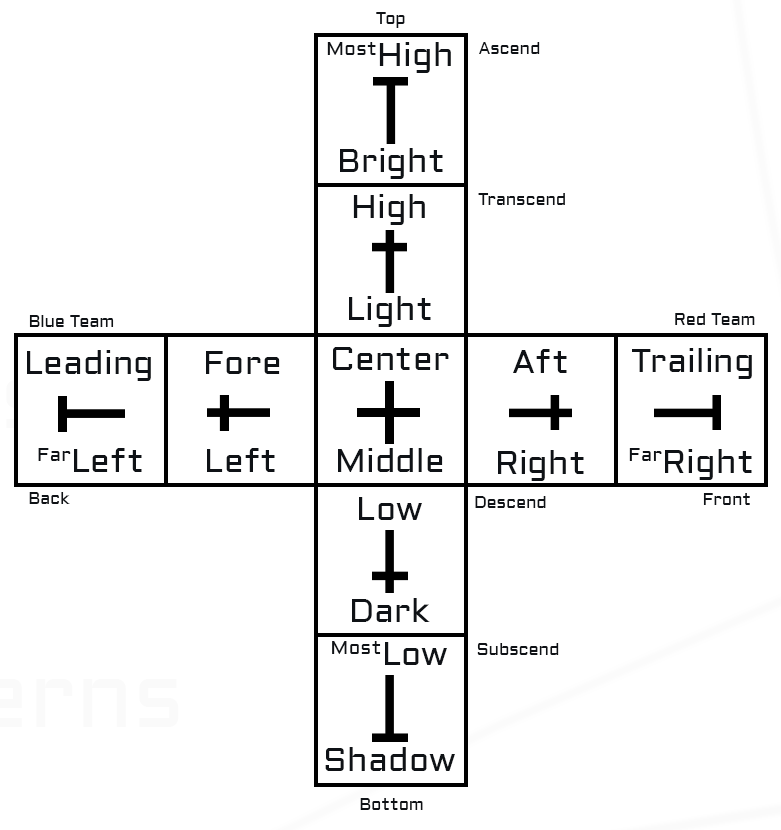 Top
Most High
Ascend
Bright
High
Transcend
Light
Blue Team
Red Team
Leading
Fore
Center
Aft
Trailing
Far Left
Left
Middle
Right
Far Right
Back
Low
Descend
Front
Dark
Most Low
Subscend
Shadow
Bottom
erns